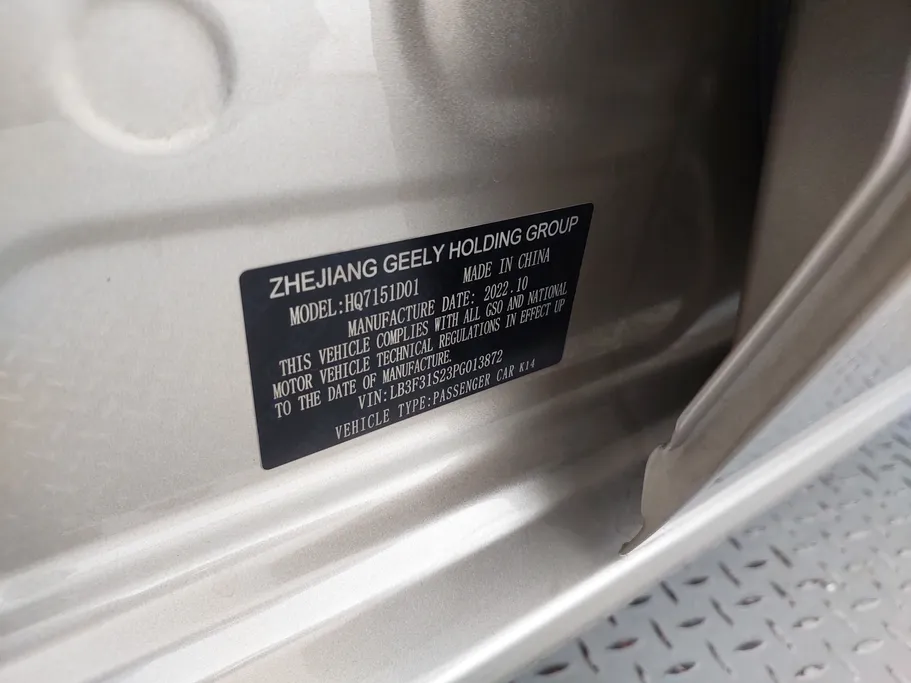 ZHEJIANG GEELY HOLDING GROUP
MODEL:HQ7151D01 MADE IN CHINA
MANUFACTURE DATE: 2022.10
THIS VEHICLE COMPLIES WITH ALL GSO AND NATIONAL
MOTOR VEHICLE TECHNICAL REGULATIONS IN EFFECT UP
TO THE DATE OF MANUFACTURE.
VIN:LB3F31S23PG013872
VEHICLE TYPE:PASSENGER CAR K14